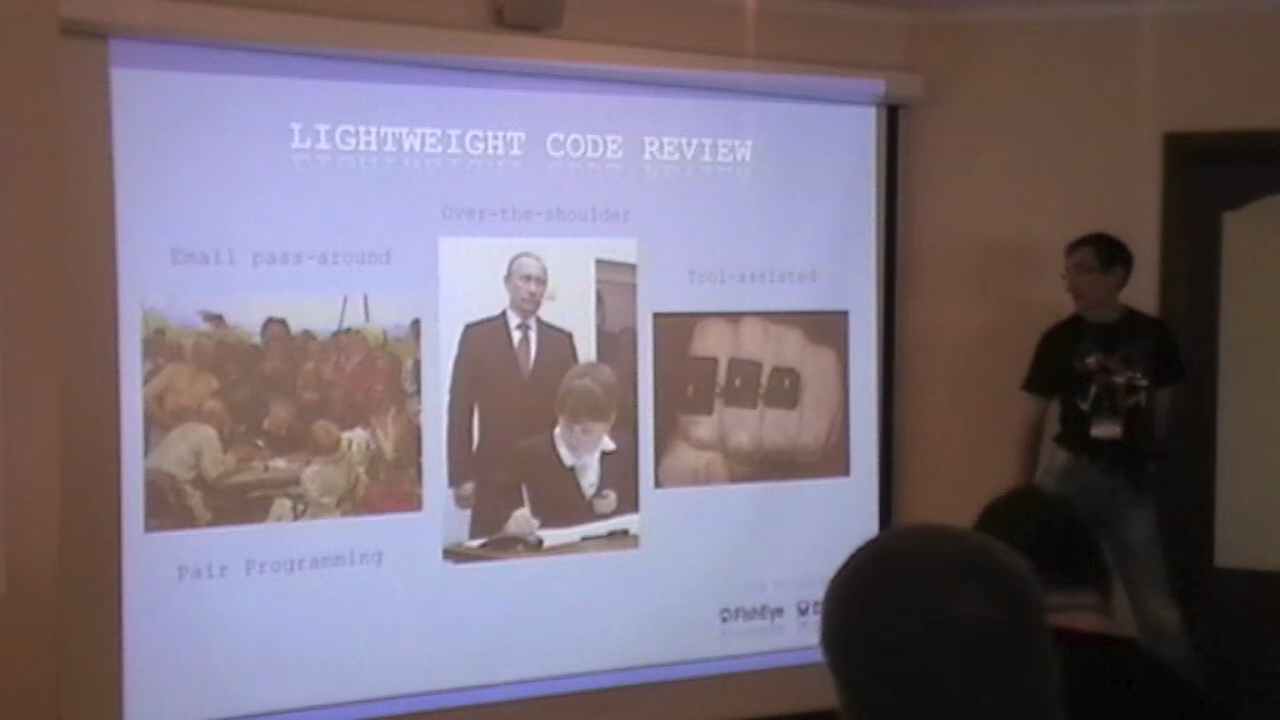 LIGHTWEIGHT CODE REVIEW
Over-the-shoulder
Email pass-around
Tool-assisted
Pair Programming
FishEye